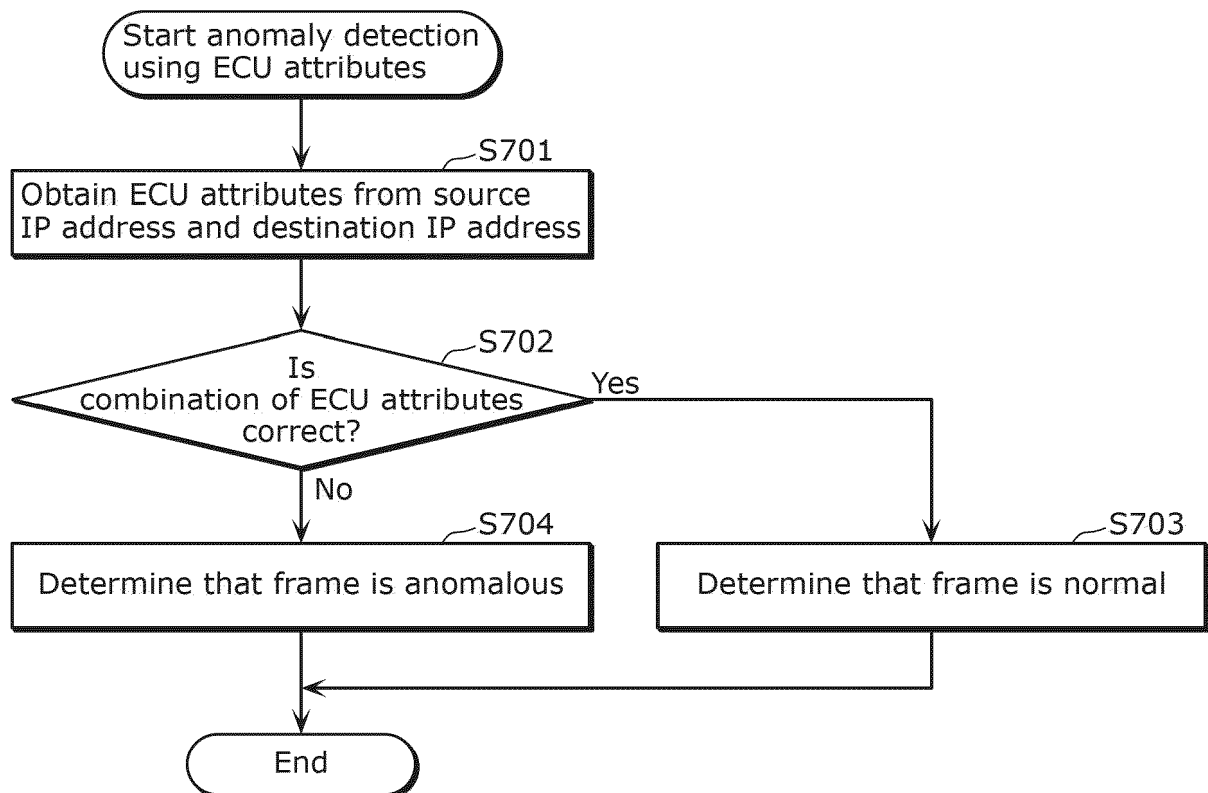 Start anomaly detection
using ECU attributes
S701
Obtain ECU attributes from source
IP address and destination IP address
S702
Is
combination of ECU attributes
correct?
Yes
No
S704
Determine that frame is anomalous
S703
Determine that frame is normal
End